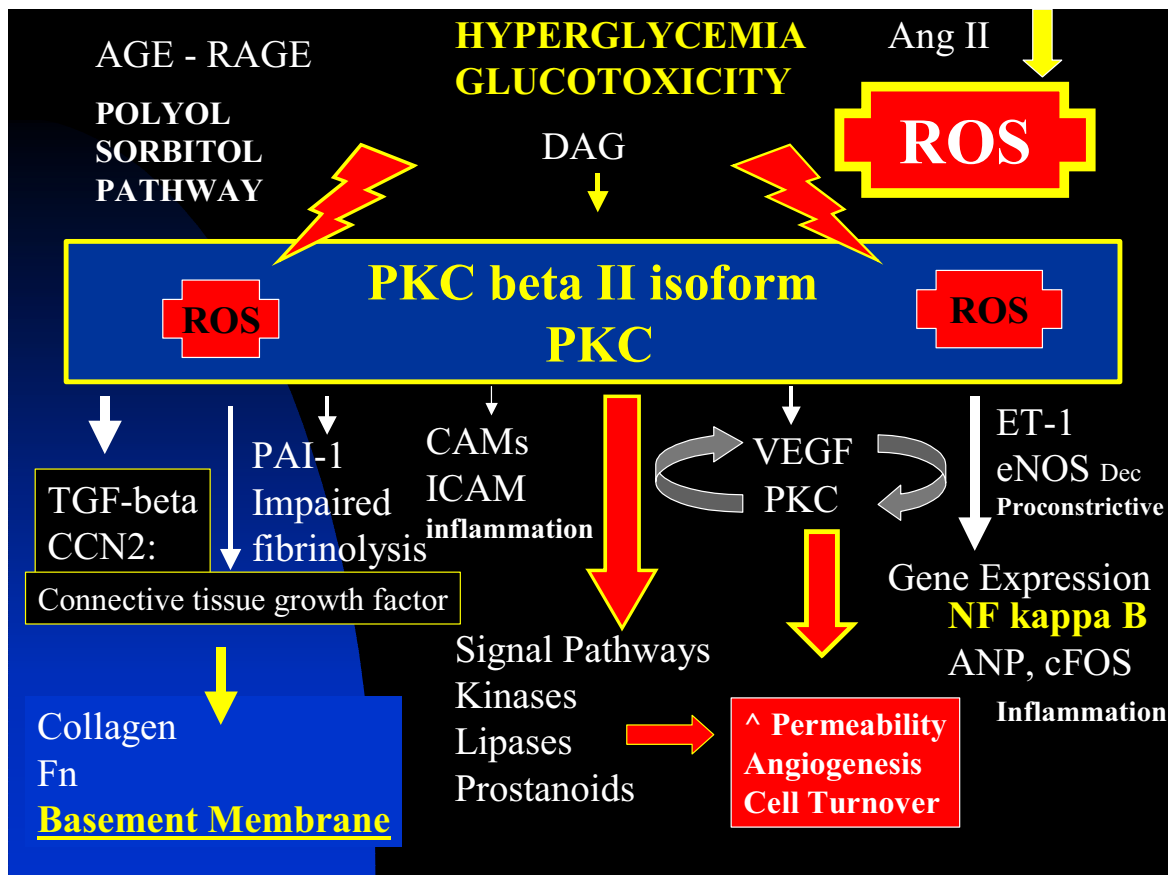 AGE - RAGE
POLYOL
SORBITOL
PATHWAY
HYPERGLYCEMIA
GLUCOTOXICITY
DAG
Ang II
ROS
PKC beta II isoform
PKC
ROS
ROS
TGF-beta
CCN2:
Connective tissue growth factor
PAI-1
Impaired
fibrinolysis
CAMs
ICAM
inflammation
VEGF
PKC
ET-1
eNOS Dec
Proconstrictive
Gene Expression
NF kappa B
ANP, cFOS
Inflammation
Signal Pathways
Kinases
Lipases
Prostanoids
^ Permeability
Angiogenesis
Cell Turnover
Collagen
Fn
Basement Membrane